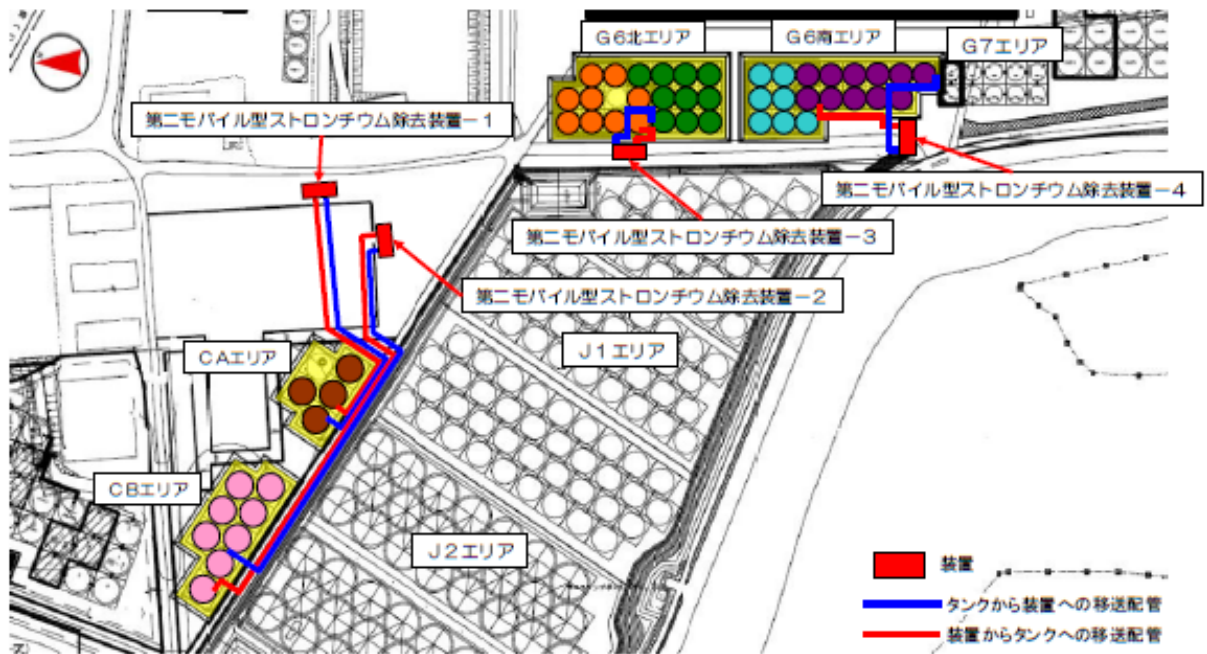 G6北エリア
G6南エリア
G7エリア
第二モバイル型ストロンチウム除去装置－1
第二モバイル型ストロンチウム除去装置－4
第二モバイル型ストロンチウム除去装置－3
第二モバイル型ストロンチウム除去装置－2
CAエリア
J1エリア
CBエリア
J2エリア
装置
タンクから装置への移送配管
装置からタンクへの移送配管